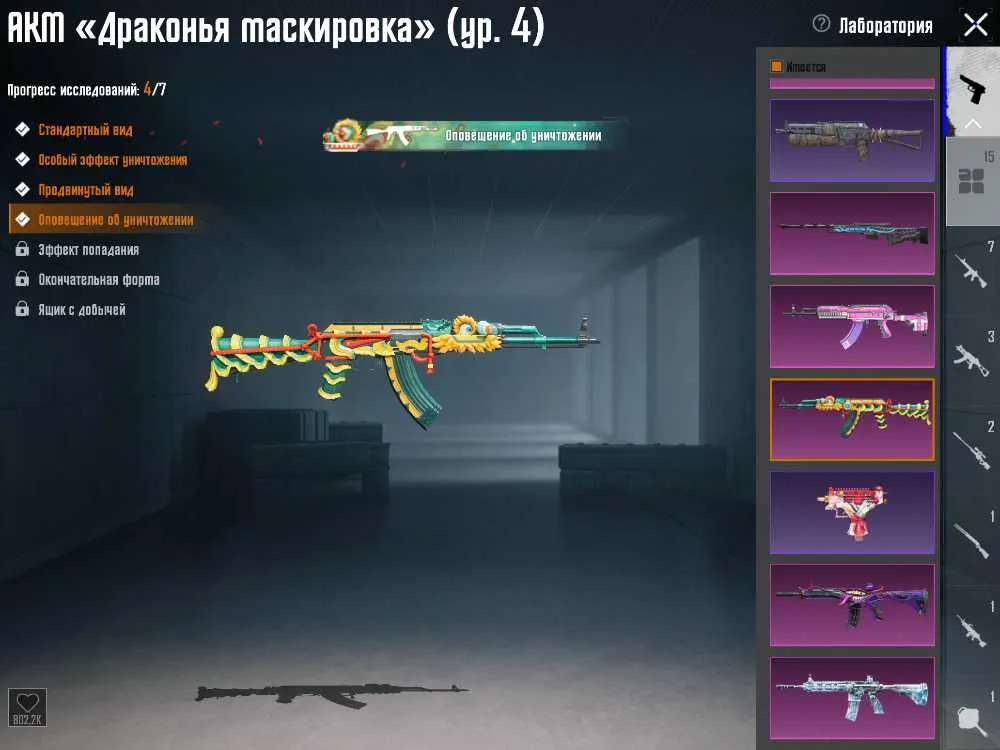 АКМ «Драконья маскировка» (ур. 4)
Лаборатория
Прогресс исследований: 4/7
Имеется
Стандартный вид
Особый эффект уничтожения
Продвинутый вид
Оповещение об уничтожении
Эффект попадания
Окончательная форма
Ящик с добычей
Оповещение об уничтожении
15
7
3
2
1
1
1
802.2K